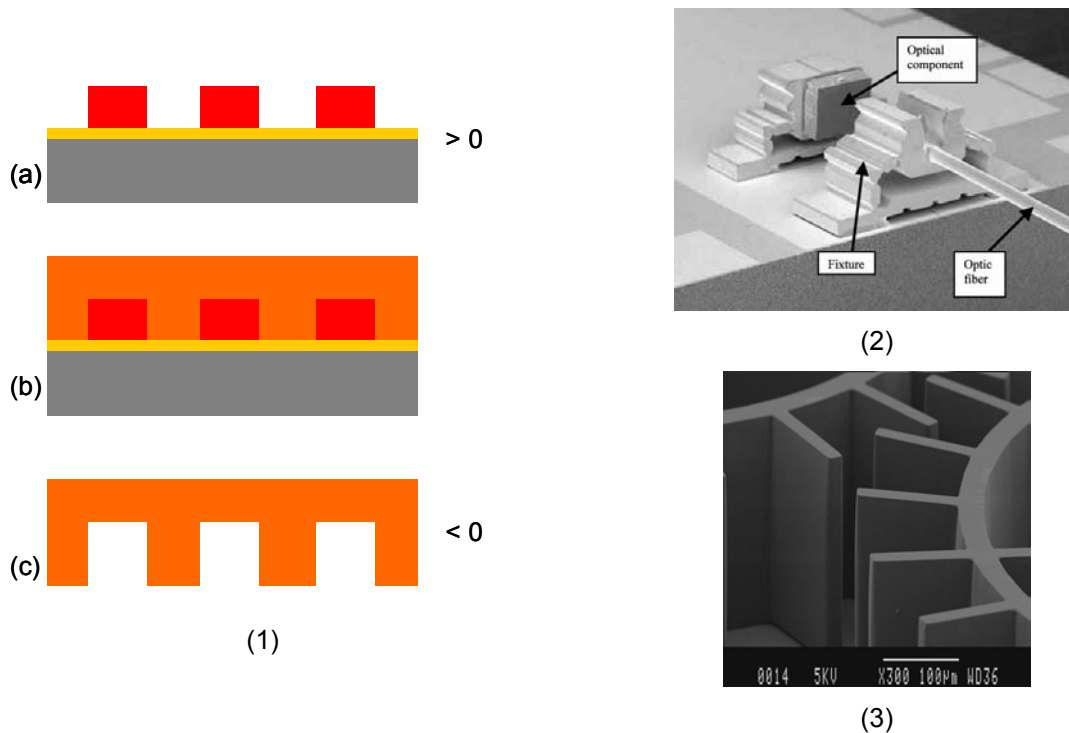 (a)
> 0
(b)
(c)
< 0
(1)
Optical
component
Fixture
Optic
fiber
(2)
0014 5KV X300 100µm WD36
(3)